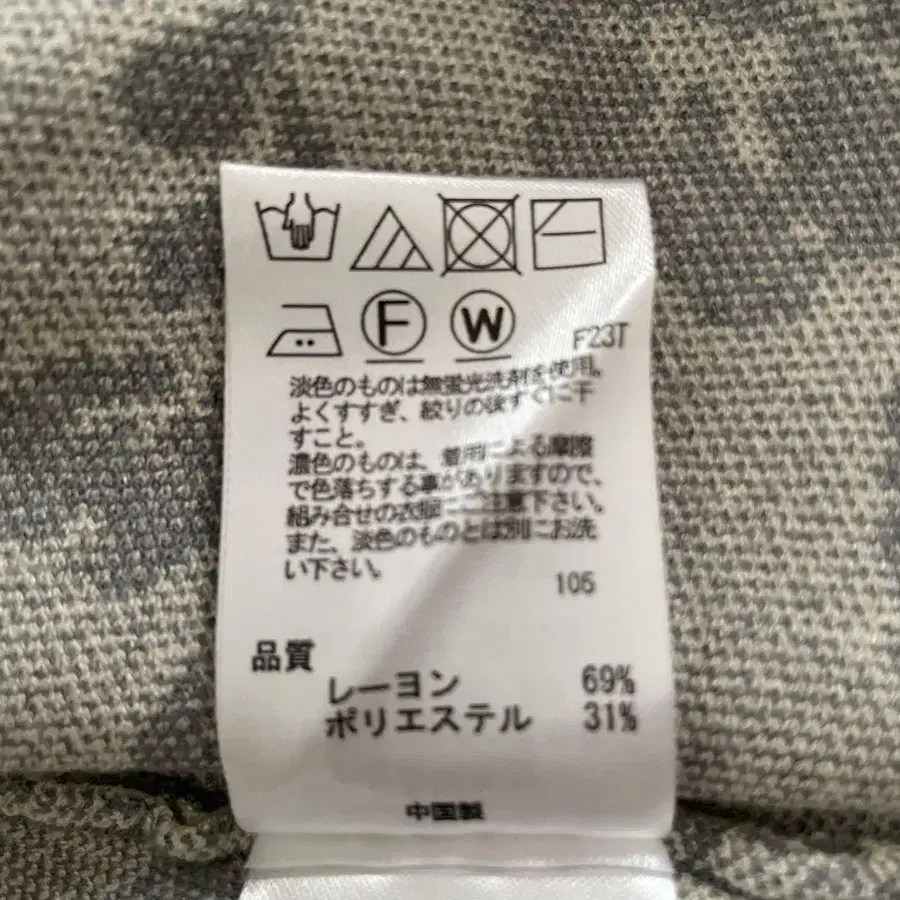 F W
F23T
淡色のものは無蛍光洗剤を使用。
よくすすぎ、絞りの後すぐに干
すこと。
濃色のものは、着用による摩擦
で色落ちする事がありますので、
組み合せの衣服にご注意下さい。
また、淡色のものとは別にお洗
い下さい。
105
品質
レーヨン 69%
ポリエステル 31%
中国製